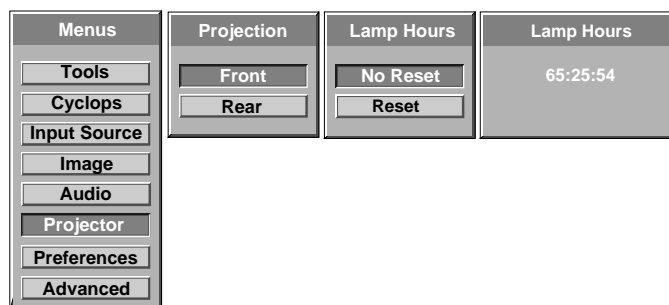 Menus
Tools
Cyclops
Input Source
Image
Audio
Projector
Preferences
Advanced
Projection
Front
Rear
Lamp Hours
No Reset
Reset
Lamp Hours
65:25:54